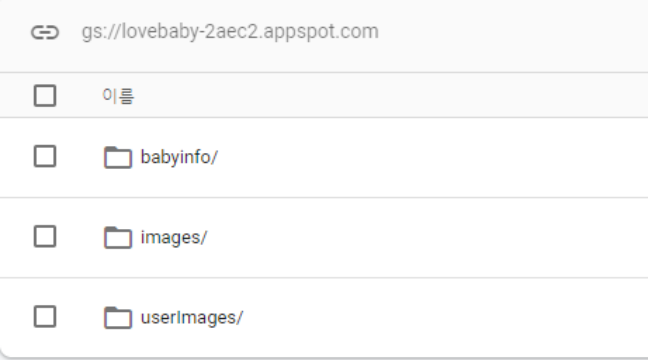 gs://lovebaby-2aec2.appspot.com
이름
babyinfo/
images/
userImages/